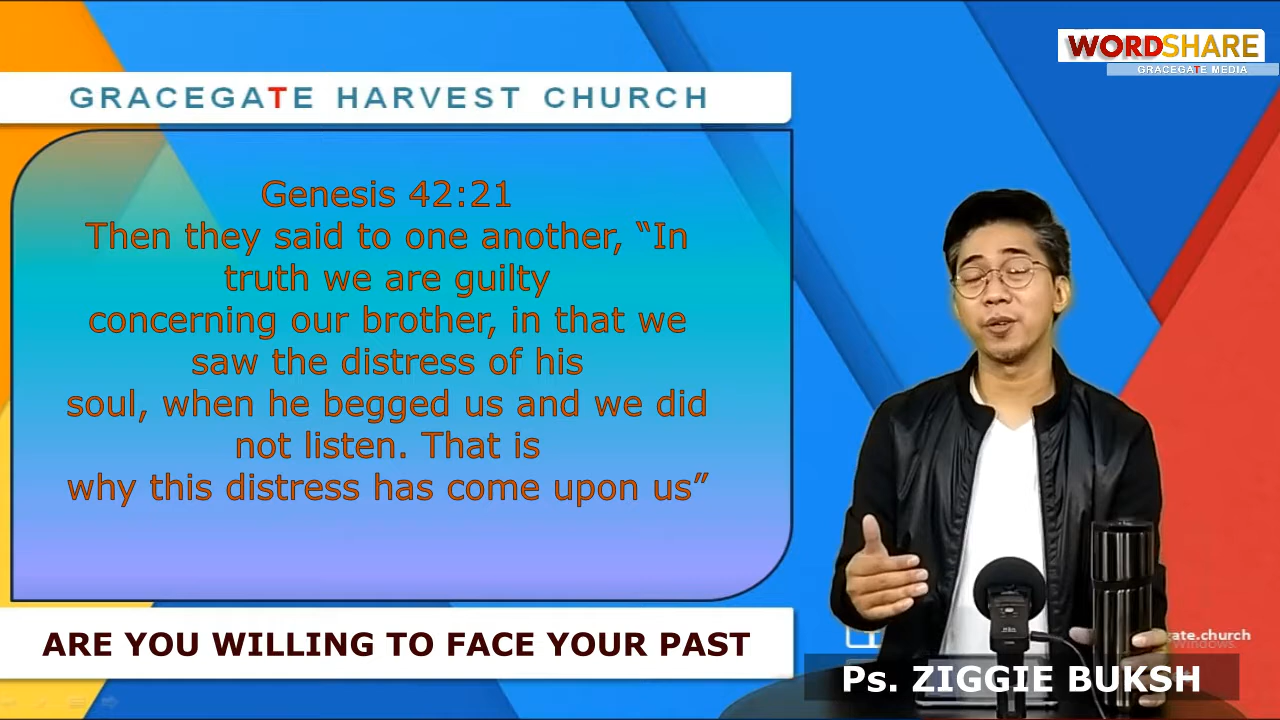 WORDSHARE
GRACEGATE MEDIA
GRACEGATE HARVEST CHURCH
Genesis 42:21
Then they said to one another, “In
truth we are guilty
concerning our brother, in that we
saw the distress of his
soul, when he begged us and we did
not listen. That is
why this distress has come upon us”
ARE YOU WILLING TO FACE YOUR PAST
ate.church
Windows.
Ps. ZIGGIE BUKSH